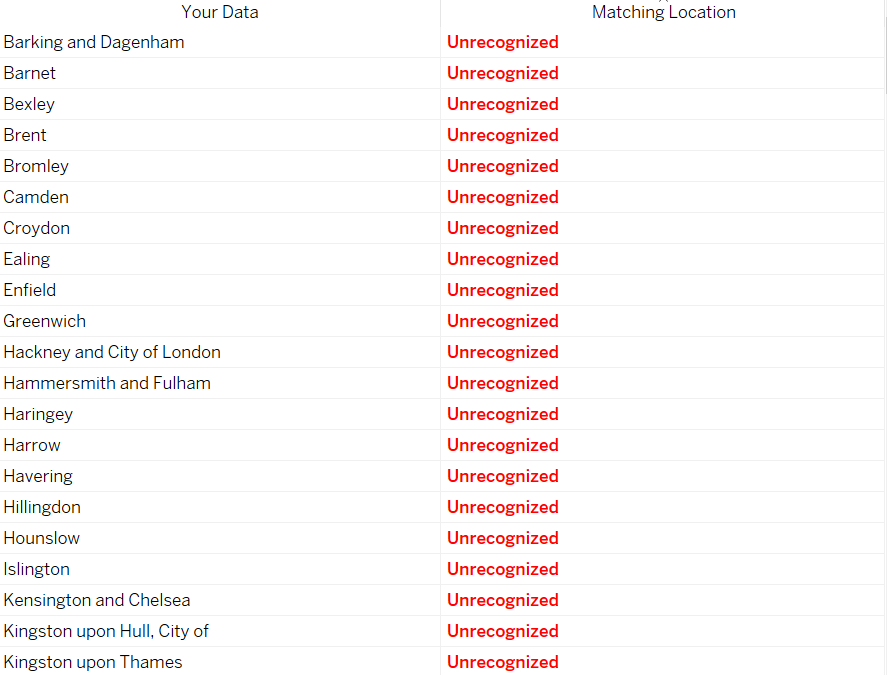 Your Data Matching Location
Barking and Dagenham Unrecognized
Barnet Unrecognized
Bexley Unrecognized
Brent Unrecognized
Bromley Unrecognized
Camden Unrecognized
Croydon Unrecognized
Ealing Unrecognized
Enfield Unrecognized
Greenwich Unrecognized
Hackney and City of London Unrecognized
Hammersmith and Fulham Unrecognized
Haringey Unrecognized
Harrow Unrecognized
Havering Unrecognized
Hillingdon Unrecognized
Hounslow Unrecognized
Islington Unrecognized
Kensington and Chelsea Unrecognized
Kingston upon Hull, City of Unrecognized
Kingston upon Thames Unrecognized